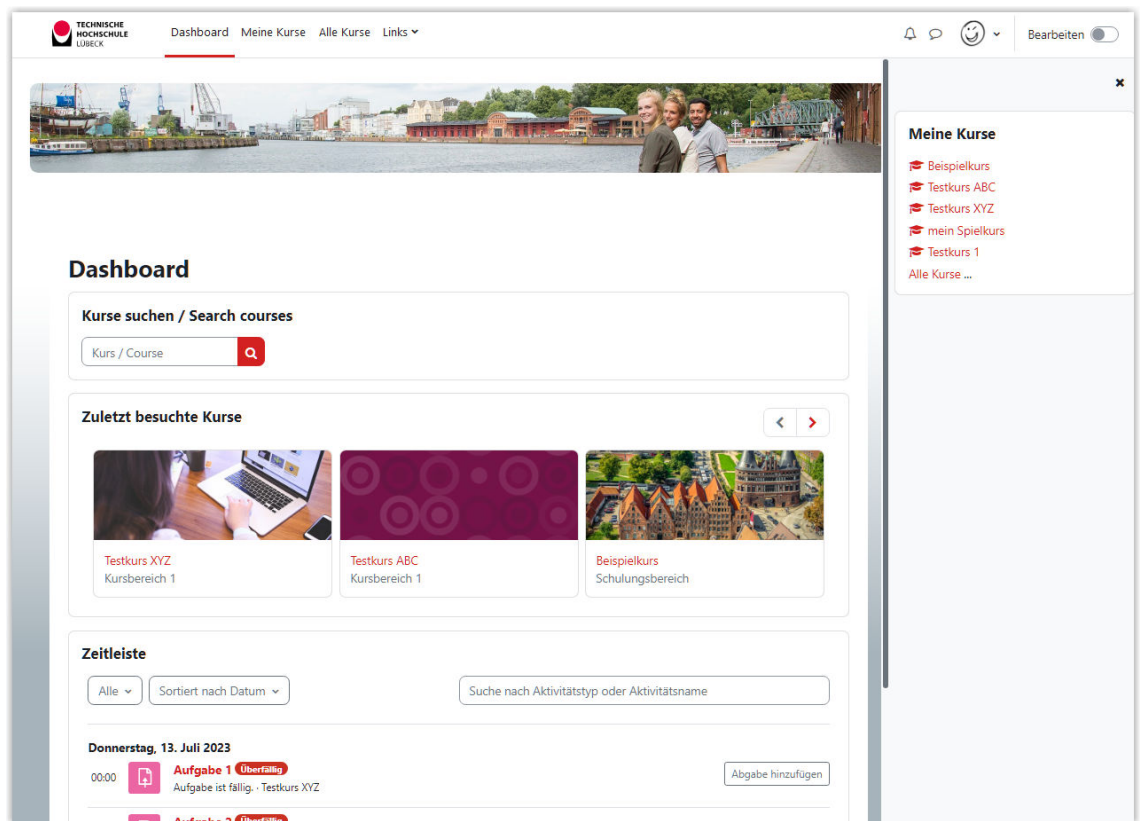 TECHNISCHE
HOCHSCHULE
LÜBECK
Dashboard Meine Kurse Alle Kurse Links
Bearbeiten
Dashboard
Kurse suchen / Search courses
Kurs / Course
Zuletzt besuchte Kurse
Testkurs XYZ
Kursbereich 1
Testkurs ABC
Kursbereich 1
Beispielkurs
Schulungsbereich
Zeitleiste
Alle Sortiert nach Datum Suche nach Aktivitätstyp oder Aktivitätsname
Donnerstag, 13. Juli 2023
00:00 Aufgabe 1 Überfällig
Aufgabe ist fällig. · Testkurs XYZ
Abgabe hinzufügen
Aufgabe 2 Überfällig
Meine Kurse
Beispielkurs
Testkurs ABC
Testkurs XYZ
mein Spielkurs
Testkurs 1
Alle Kurse ...